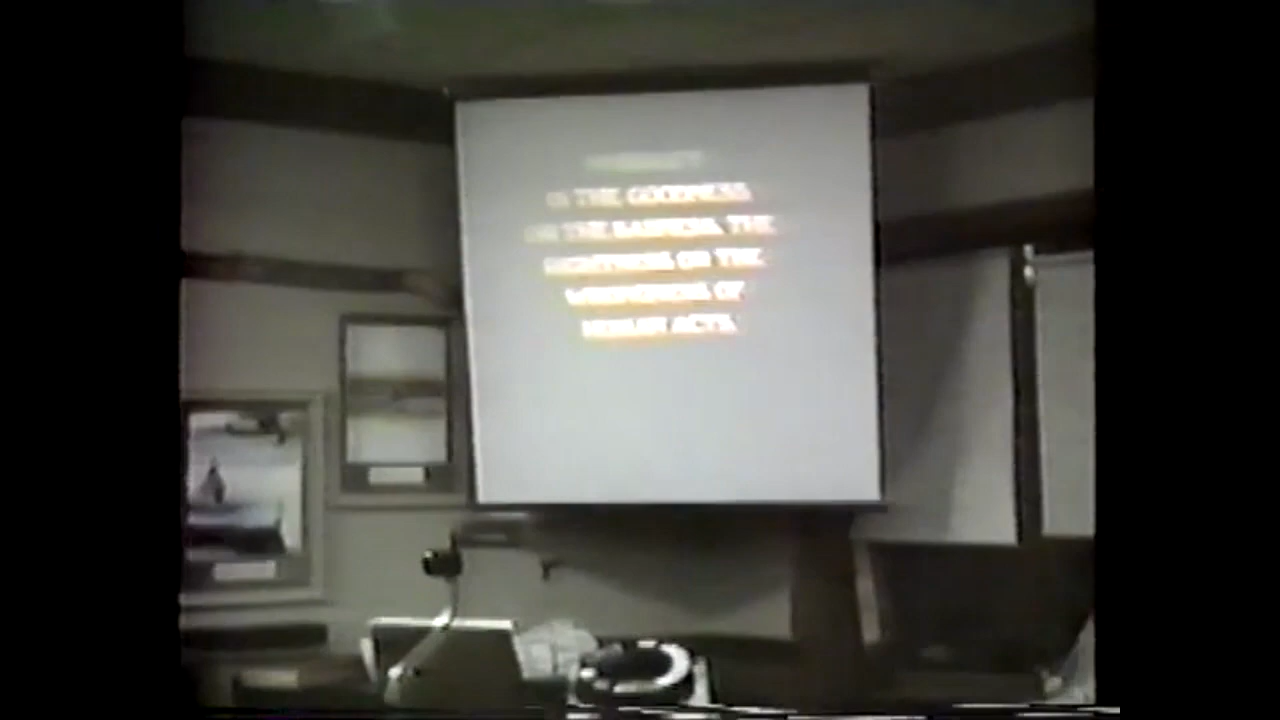 IS THE GOODNESS
OR THE BADNESS, THE
RIGHTNESS OR THE
WRONGNESS OF
HUMAN ACTS.